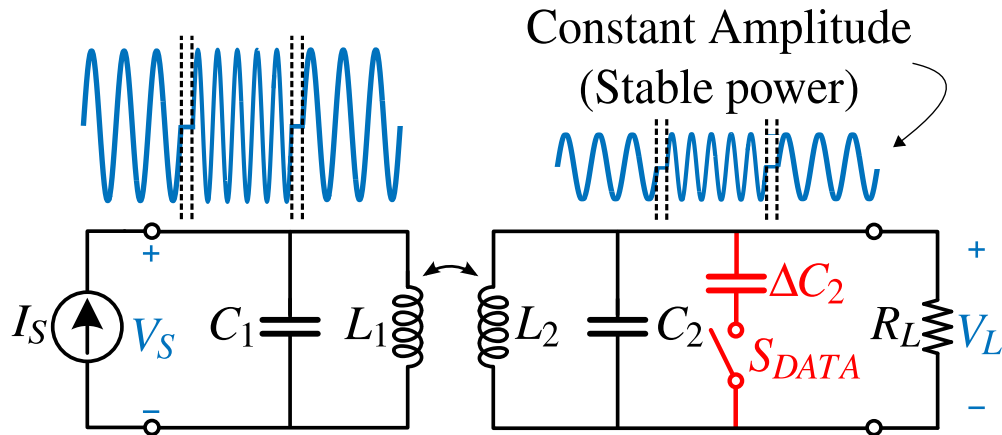 Constant Amplitude
(Stable power)
+
+
I_S
V_S
C_1
L_1
L_2
C_2
ΔC_2
S_DATA
R_L
V_L
−
−